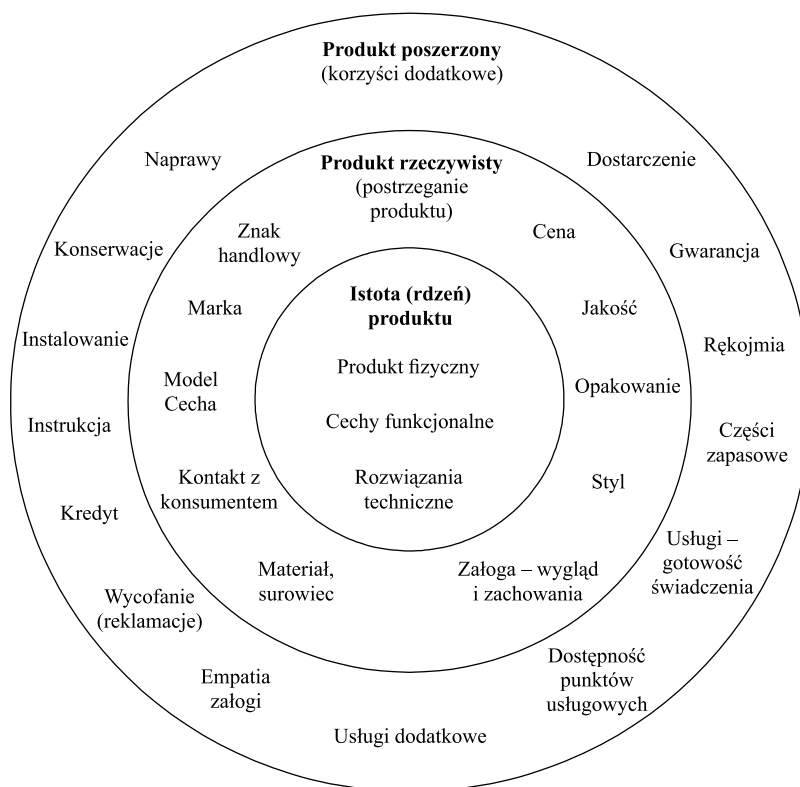 Produkt poszerzony
(korzyści dodatkowe)
Naprawy
Dostarczenie
Produkt rzeczywisty
(postrzeganie
produktu)
Znak
handlowy
Cena
Konserwacje
Gwarancja
Istota (rdzeń)
produktu
Marka
Jakość
Instalowanie
Rękojmia
Produkt fizyczny
Model
Cecha
Opakowanie
Instrukcja
Cechy funkcjonalne
Części
zapasowe
Kontakt z
konsumentem
Rozwiązania
techniczne
Styl
Kredyt
Usługi –
gotowość
świadczenia
Materiał,
surowiec
Załoga – wygląd
i zachowania
Wycofanie
(reklamacje)
Empatia
załogi
Dostępność
punktów
usługowych
Usługi dodatkowe